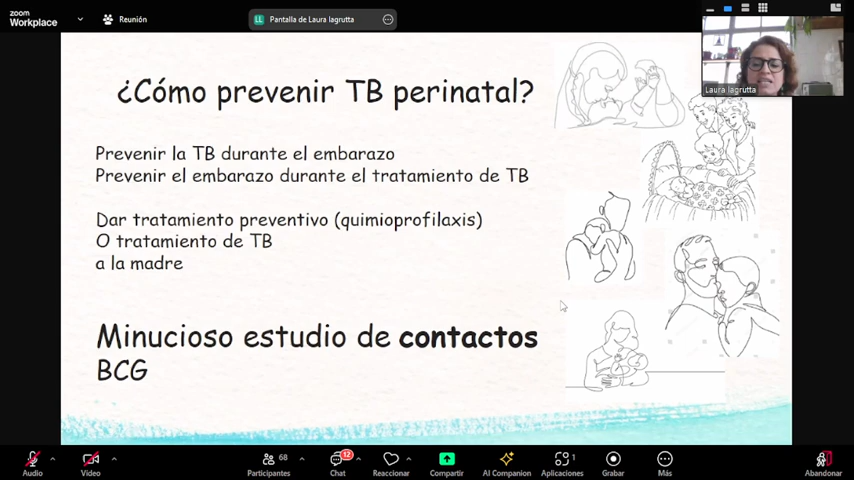 zoom
Workplace
Reunión
LL Pantalla de Laura lagrutta
Laura lagrutta
¿Cómo prevenir TB perinatal?
Prevenir la TB durante el embarazo
Prevenir el embarazo durante el tratamiento de TB
Dar tratamiento preventivo (quimioprofilaxis)
O tratamiento de TB
a la madre
Minucioso estudio de contactos
BCG
Audio
Video
Participantes 68
Chat 12
Reaccionar
Compartir
AI Companion
Aplicaciones 1
Grabar
Más
Abandonar